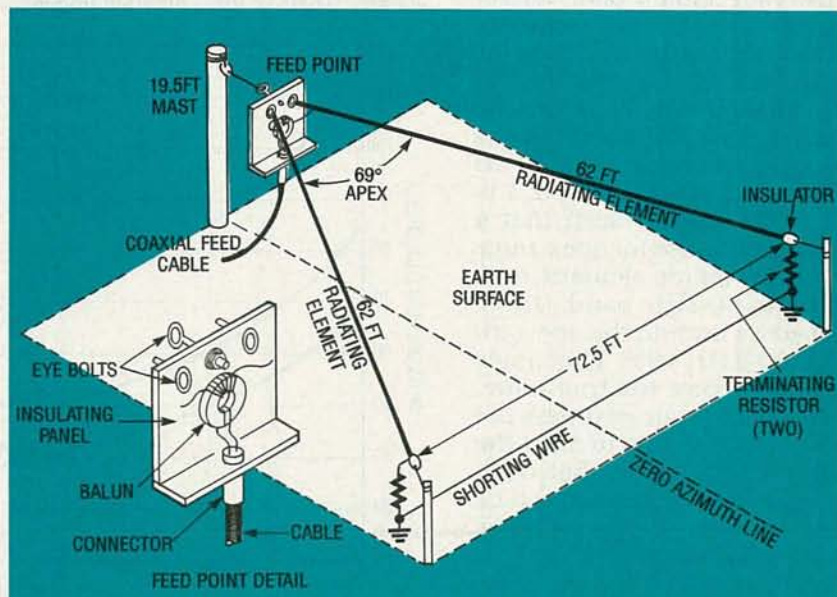 FEED POINT
19.5FT
MAST
69°
APEX
62 FT
RADIATING ELEMENT
INSULATOR
COAXIAL FEED
CABLE
62 FT
RADIATING
ELEMENT
EARTH
SURFACE
72.5 FT
EYE BOLTS
INSULATING
PANEL
TERMINATING
RESISTOR
(TWO)
SHORTING WIRE
ZERO AZIMUTH LINE
BALUN
CONNECTOR
CABLE
FEED POINT DETAIL